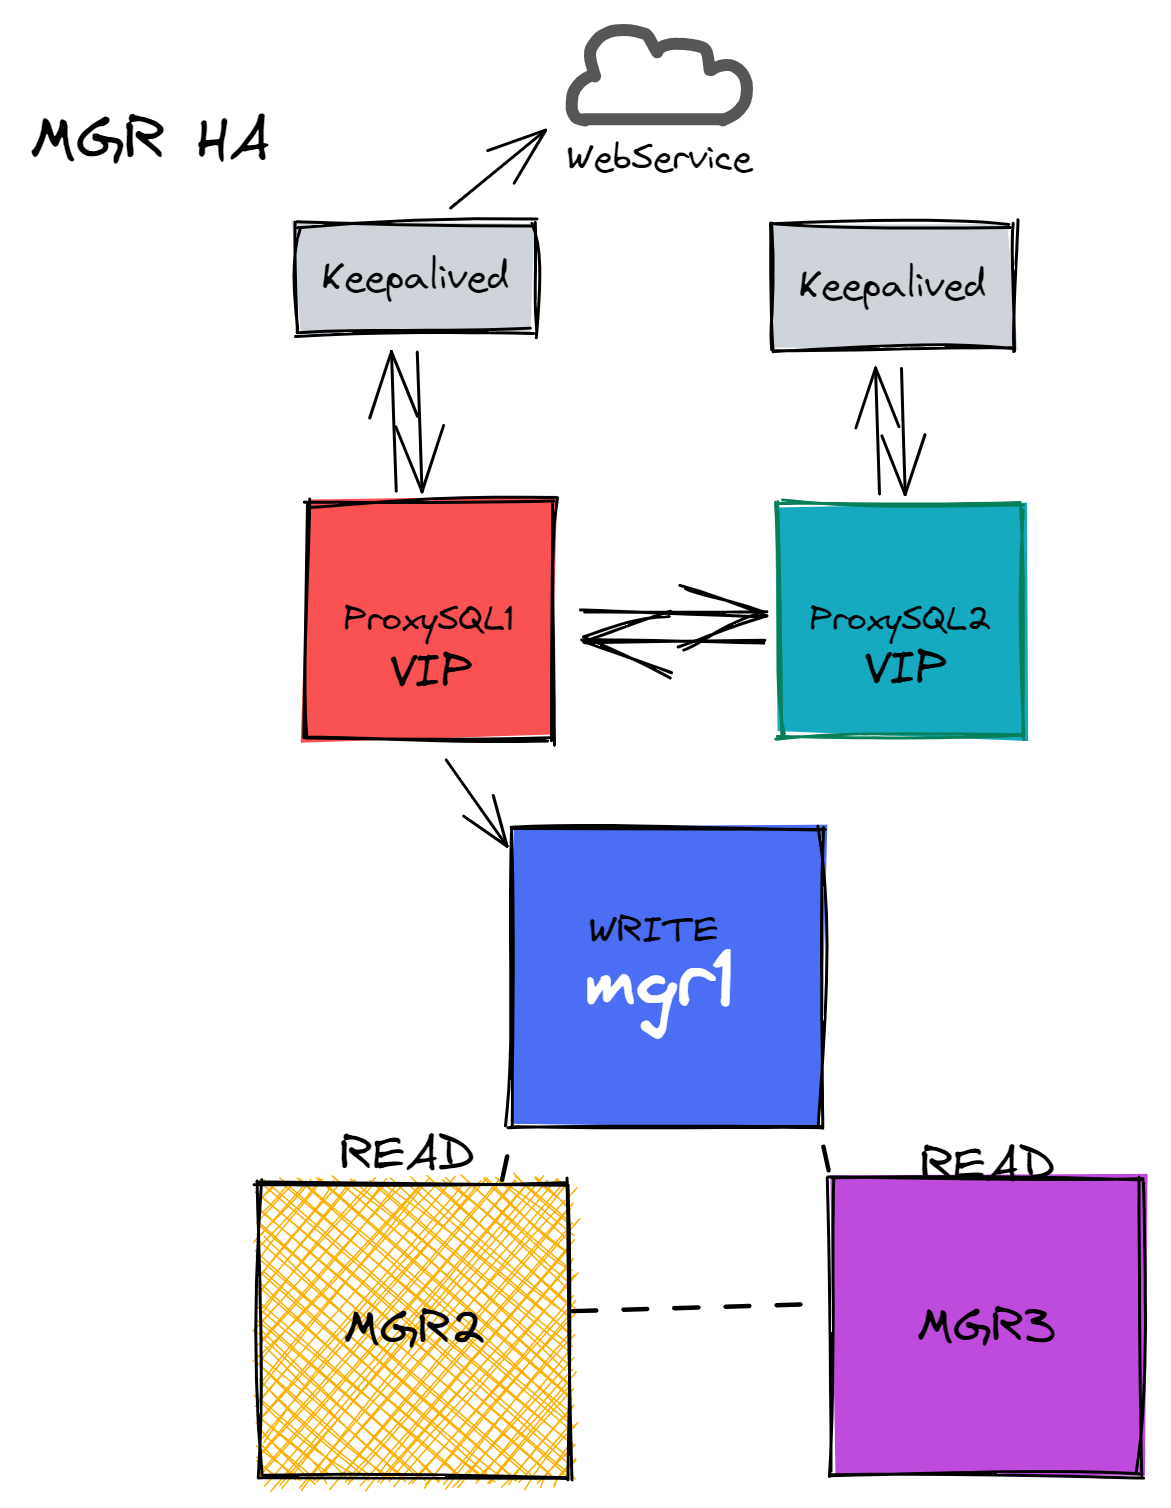 MGR HA
WebService
Keepalived
Keepalived
ProxySQL1
VIP
ProxySQL2
VIP
WRITE
mgr1
READ
READ
MGR2
MGR3